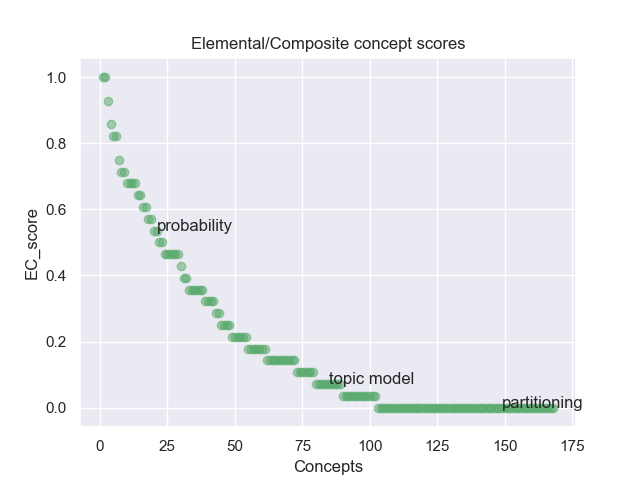 Elemental/Composite concept scores
EC_score
1.0
0.8
0.6
0.4
0.2
0.0
probability
topic model
partitioning
0
25
50
75
100
125
150
175
Concepts